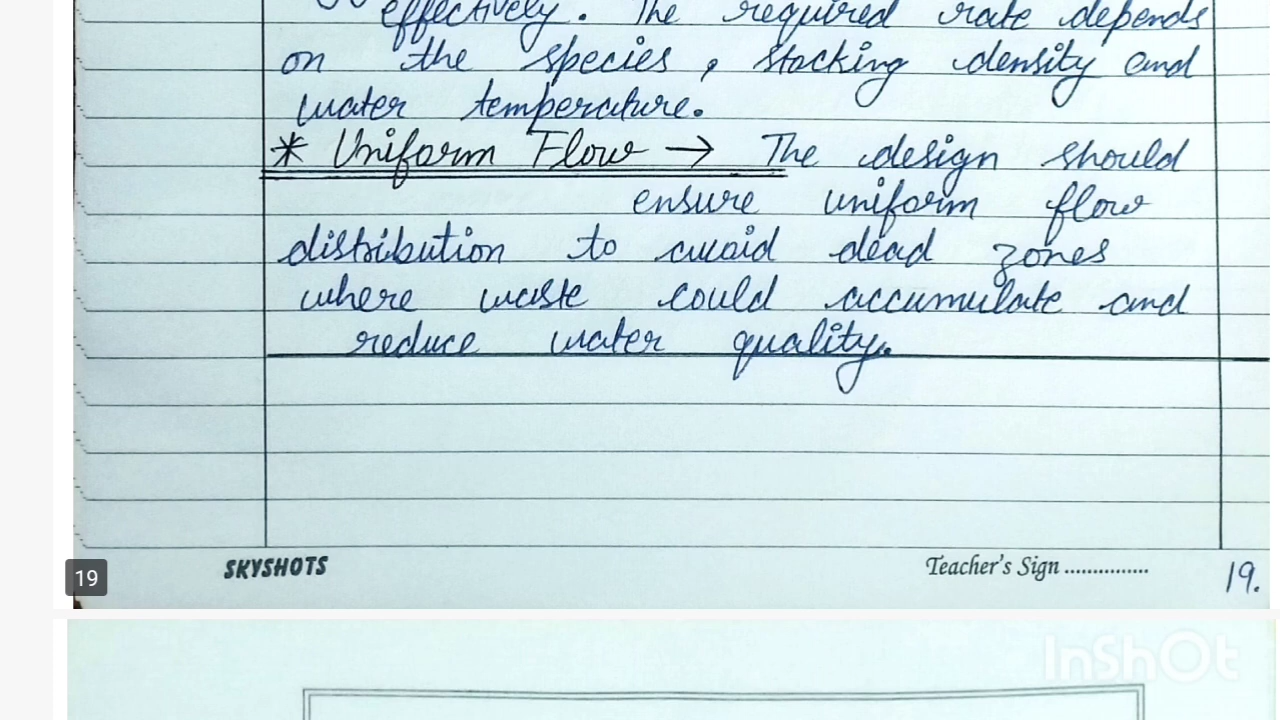 effectively. The required rate depends
on the species, stocking density and
water temperature.
* Uniform Flow → The design should
ensure uniform flow
distribution to avoid dead zones
where waste could accumulate and
reduce water quality.
19
SKYSHOTS
Teacher's Sign ...............
19.
InShOt